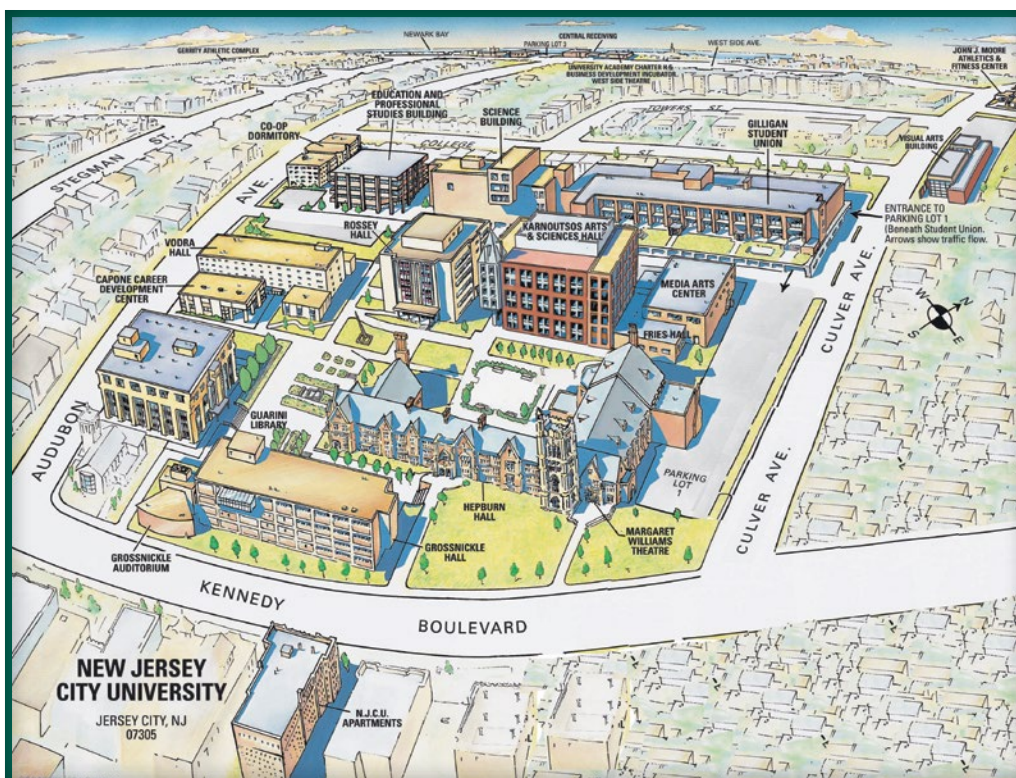 GERRITY ATHLETIC COMPLEX
NEWARK BAY
PARKING LOT 3
CENTRAL RECEIVING
WEST SIDE AVE.
UNIVERSITY ACADEMY CHARTER H.S.
BUSINESS DEVELOPMENT INCUBATOR
WEST SIDE THEATRE
JOHN J. MOORE
ATHLETICS &
FITNESS CENTER
EDUCATION AND
PROFESSIONAL
STUDIES BUILDING
SCIENCE
BUILDING
TOWERS ST.
CO-OP
DORMITORY
GILLIGAN
STUDENT
UNION
VISUAL ARTS
BUILDING
STEGMAN ST.
COLLEGE ST.
AVE.
ENTRANCE TO
PARKING LOT 1
(Beneath Student Union.
Arrows show traffic flow.
ROSSEY
HALL
KARNOUTSOS ARTS
& SCIENCES HALL
VODRA
HALL
CAPONE CAREER
DEVELOPMENT
CENTER
MEDIA ARTS
CENTER
FRIES HALL
CULVER AVE.
W N
S E
GUARINI
LIBRARY
AUDUBON
PARKING
LOT
1
HEPBURN
HALL
MARGARET
WILLIAMS
THEATRE
CULVER AVE.
GROSSNICKLE
HALL
GROSSNICKLE
AUDITORIUM
KENNEDY
BOULEVARD
NEW JERSEY
CITY UNIVERSITY
JERSEY CITY, NJ
07305
N.J.C.U.
APARTMENTS